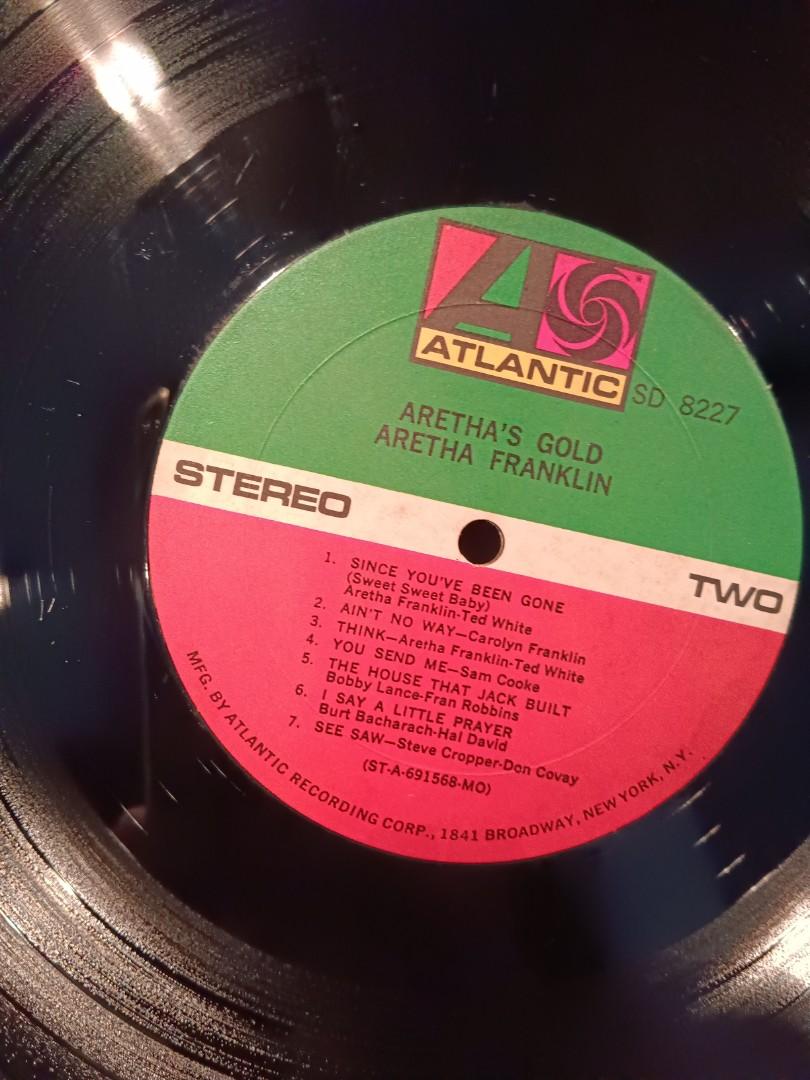 ATLANTIC
SD 8227
ARETHA'S GOLD
ARETHA FRANKLIN
STEREO
TWO
1. SINCE YOU'VE BEEN GONE
(Sweet Sweet Baby)
Aretha Franklin-Ted White
2. AIN'T NO WAY—Carolyn Franklin
3. THINK—Aretha Franklin-Ted White
4. YOU SEND ME—Sam Cooke
5. THE HOUSE THAT JACK BUILT
Bobby Lance-Fran Robbins
6. I SAY A LITTLE PRAYER
Burt Bacharach-Hal David
7. SEE SAW—Steve Cropper-Don Covay
(ST-A-691568-MO)
MFG. BY ATLANTIC RECORDING CORP., 1841 BROADWAY, NEW YORK, N.Y.